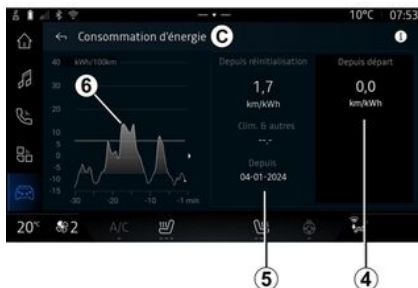 10°C 07:53
Consommation d'énergie C
kWh/100km
40
30
20
10
5
0
-5
-10
-15
-30 -20 -10 -1 min
6
Depuis réinitialisation
1,7
km/kWh
Clim. & autres
--,-
Depuis
04-01-2024
Depuis départ
0,0
km/kWh
20° 2 A/C
5 4